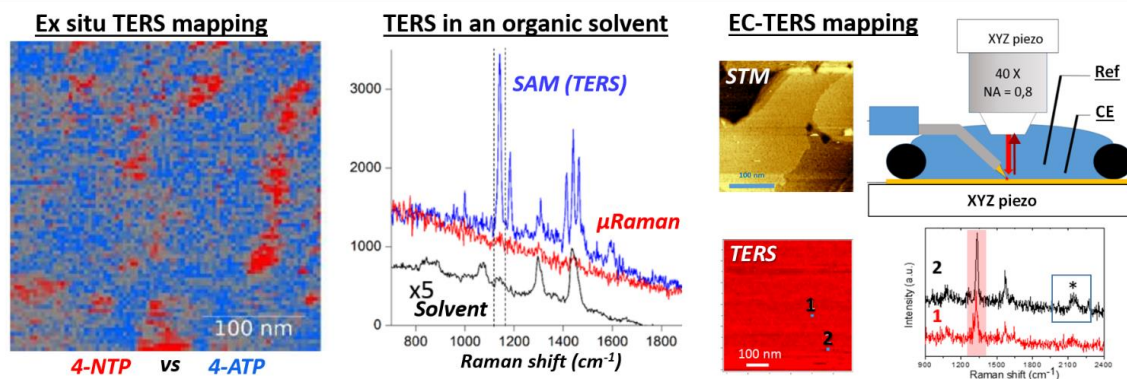 Ex situ TERS mapping
100 nm
4-NTP vs 4-ATP
TERS in an organic solvent
3000
2000
1000
0
SAM (TERS)
µRaman
x5
Solvent
800 1000 1200 1400 1600 1800
Raman shift (cm-1)
EC-TERS mapping
STM
100 nm
XYZ piezo
40 X
NA = 0,8
Ref
CE
XYZ piezo
TERS
1
2
100 nm
Intensity (a.u.)
2
*
1
900 1200 1500 1800 2100 2400
Raman shift (cm-1)